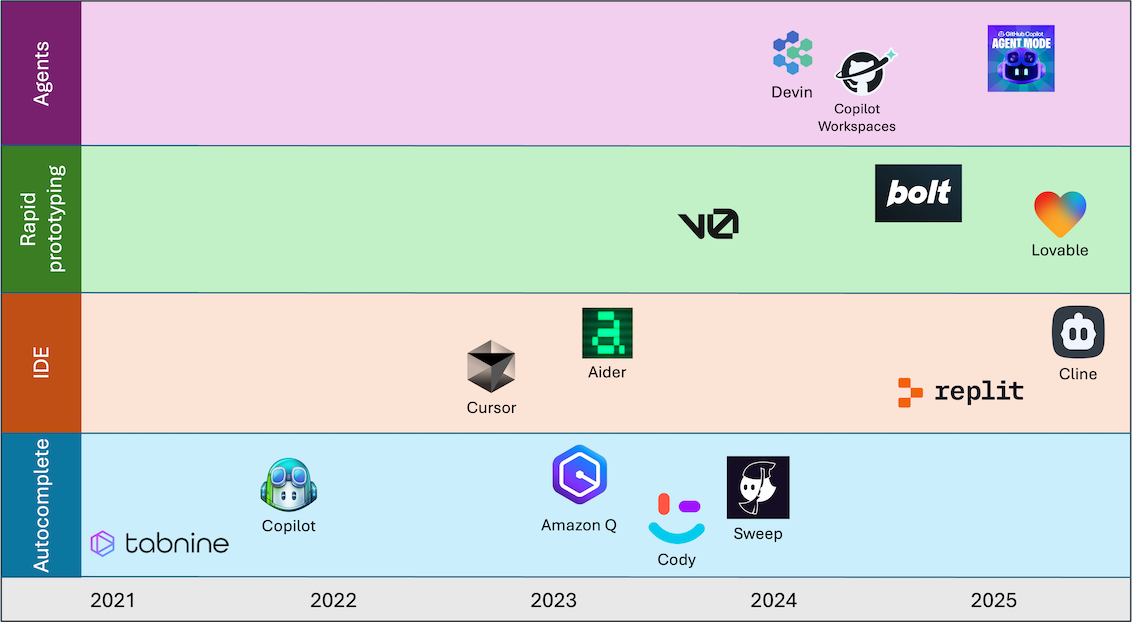 Agents
Devin
Copilot
Workspaces
GitHub Copilot
AGENT MODE
Rapid
prototyping
v0
bolt
Lovable
IDE
Cursor
a
Aider
replit
Cline
Autocomplete
tabnine
Copilot
Amazon Q
Cody
Sweep
2021
2022
2023
2024
2025